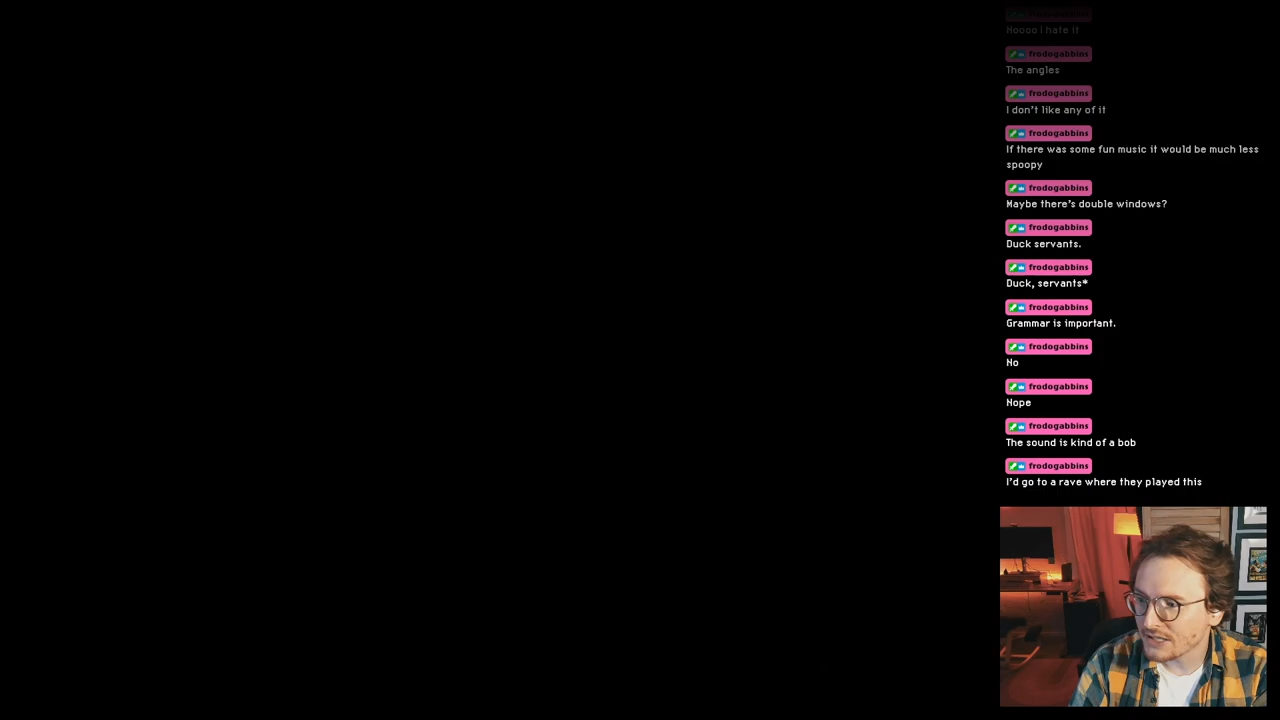 Noooo I hate it
frodogabbins
The angles
frodogabbins
I don't like any of it
frodogabbins
If there was some fun music it would be much less
spoopy
frodogabbins
Maybe there's double windows?
frodogabbins
Duck servants.
frodogabbins
Duck, servants*
frodogabbins
Grammar is important.
frodogabbins
No
frodogabbins
Nope
frodogabbins
The sound is kind of a bob
frodogabbins
I'd go to a rave where they played this